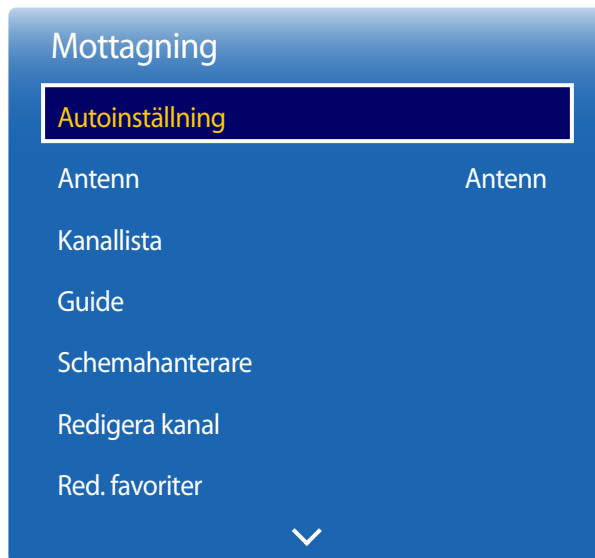 Mottagning
Autoinställning
Antenn Antenn
Kanallista
Guide
Schemahanterare
Redigera kanal
Red. favoriter